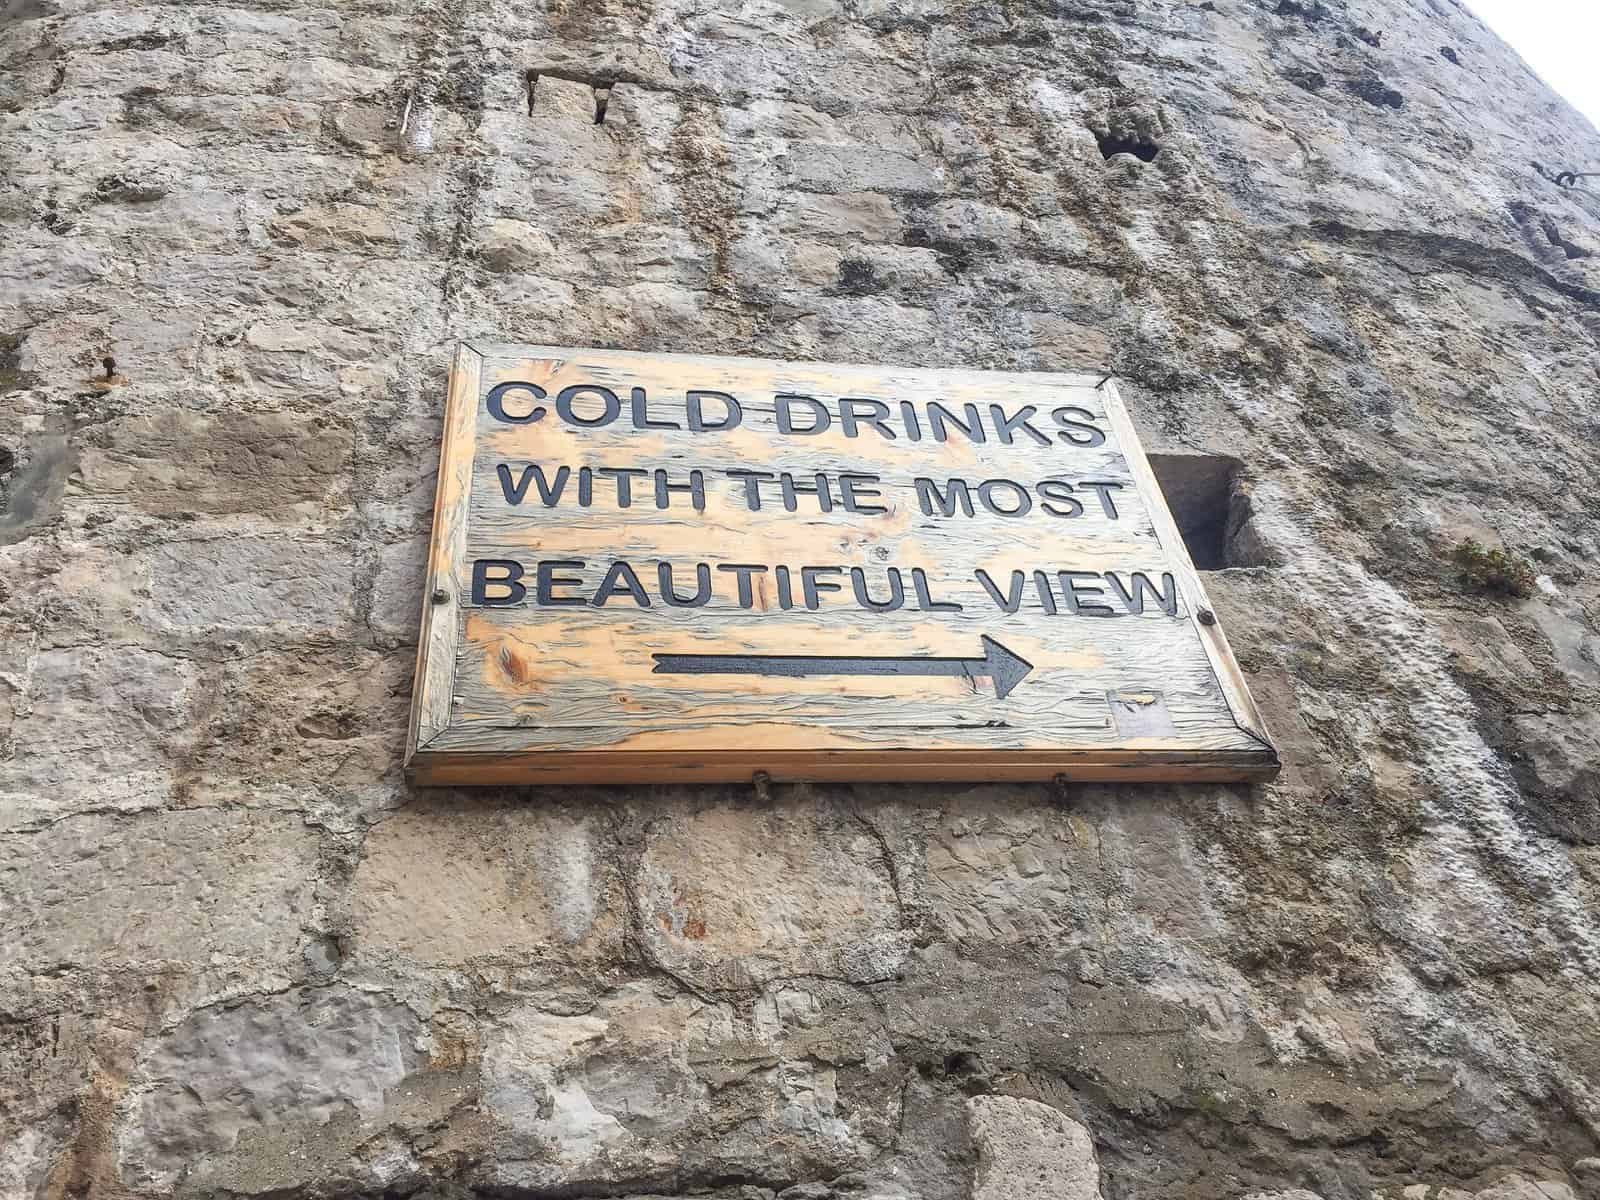 COLD DRINKS
WITH THE MOST
BEAUTIFUL VIEW